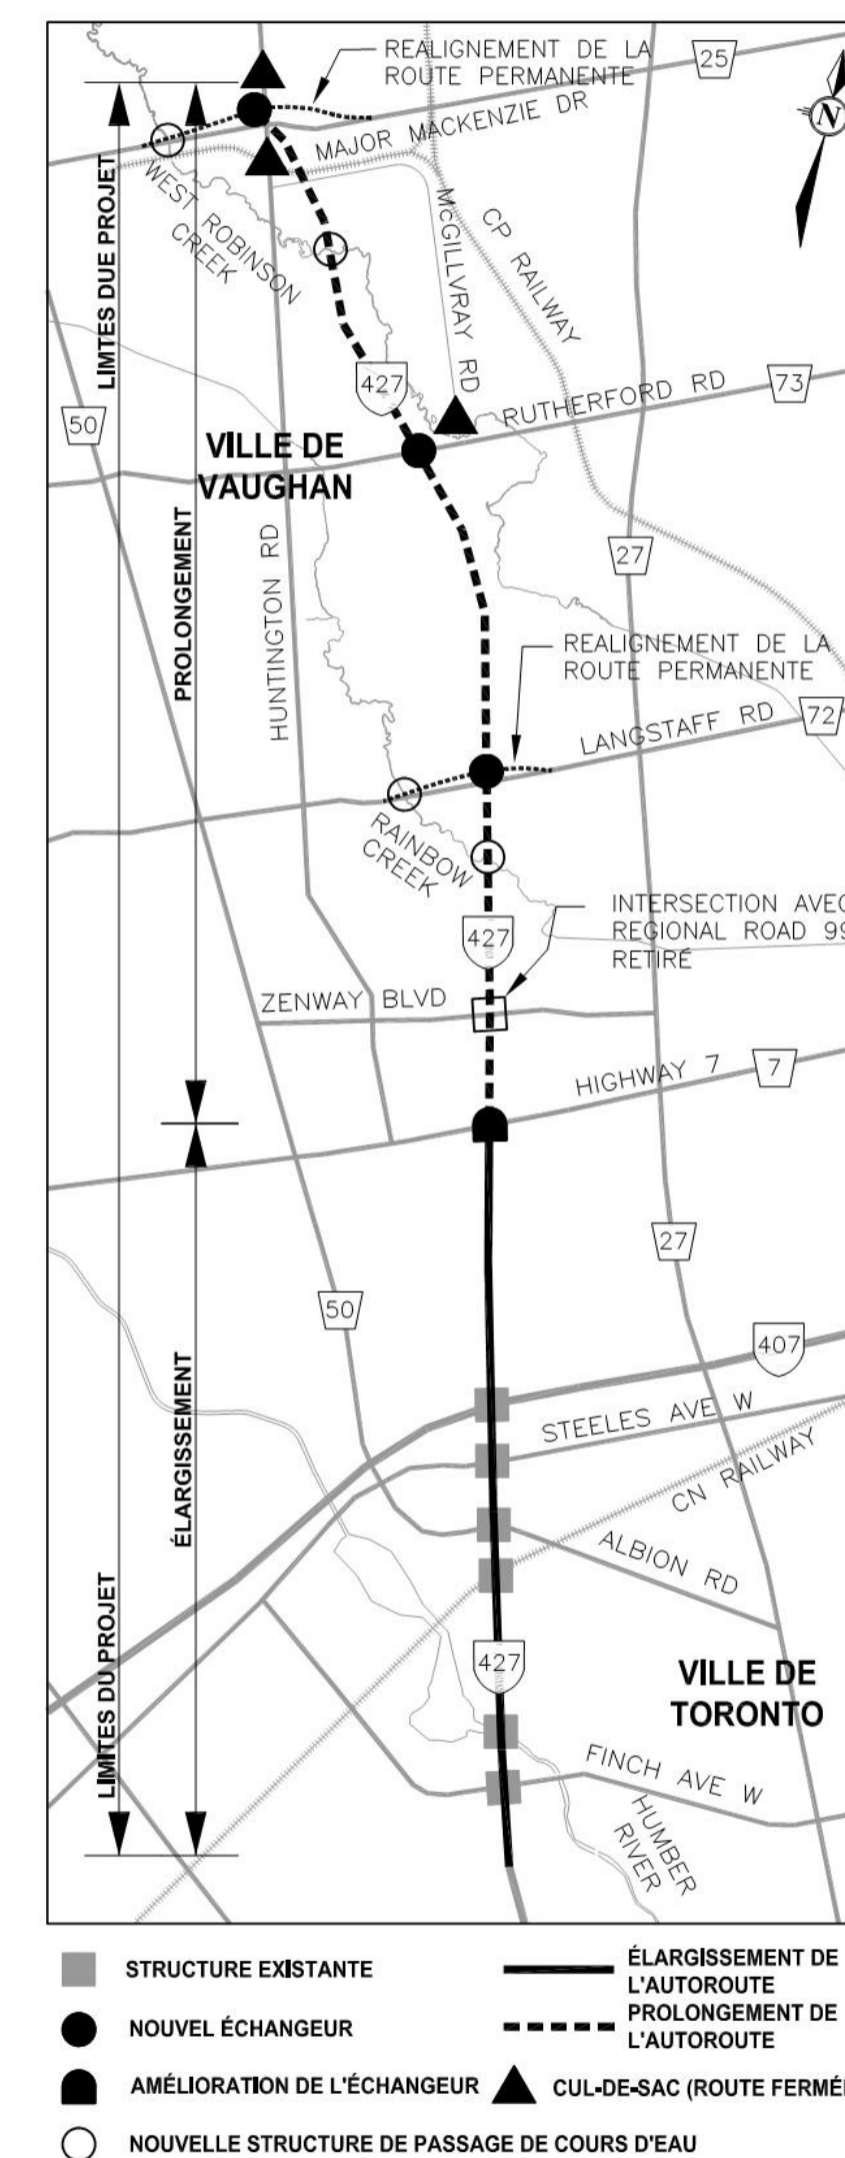 REALIGNEMENT DE LA
ROUTE PERMANENTE
25
MAJOR MACKENZIE DR
N
WEST ROBINSON
CREEK
McGILLVRAY RD
CP RAILWAY
LIMTES DUE PROJET
427
RUTHERFORD RD
73
50
VILLE DE
VAUGHAN
PROLONGEMENT
HUNTINGTON RD
27
REALIGNEMENT DE LA
ROUTE PERMANENTE
LANGSTAFF RD
72
RAINBOW
CREEK
INTERSECTION AVEC
REGIONAL ROAD 99
RETIRÉ
427
ZENWAY BLVD
HIGHWAY 7
7
27
50
407
ÉLARGISSEMENT
STEELES AVE W
CN RAILWAY
ALBION RD
LIMITES DU PROJET
427
VILLE DE
TORONTO
FINCH AVE W
HUMBER
RIVER
STRUCTURE EXISTANTE
ÉLARGISSEMENT DE
L'AUTOROUTE
NOUVEL ÉCHANGEUR
PROLONGEMENT DE
L'AUTOROUTE
AMÉLIORATION DE L'ÉCHANGEUR
CUL-DE-SAC (ROUTE FERMÉ
NOUVELLE STRUCTURE DE PASSAGE DE COURS D'EAU